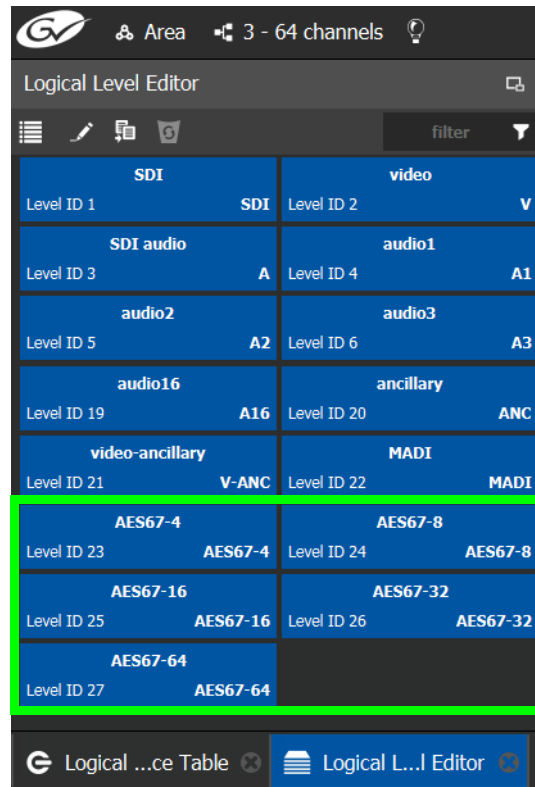 GV Area 3 - 64 channels
Logical Level Editor
filter
SDI video
Level ID 1 SDI Level ID 2 V
SDI audio audio1
Level ID 3 A Level ID 4 A1
audio2 audio3
Level ID 5 A2 Level ID 6 A3
audio16 ancillary
Level ID 19 A16 Level ID 20 ANC
video-ancillary MADI
Level ID 21 V-ANC Level ID 22 MADI
AES67-4 AES67-8
Level ID 23 AES67-4 Level ID 24 AES67-8
AES67-16 AES67-32
Level ID 25 AES67-16 Level ID 26 AES67-32
AES67-64
Level ID 27 AES67-64
Logical ...ce Table Logical L...l Editor